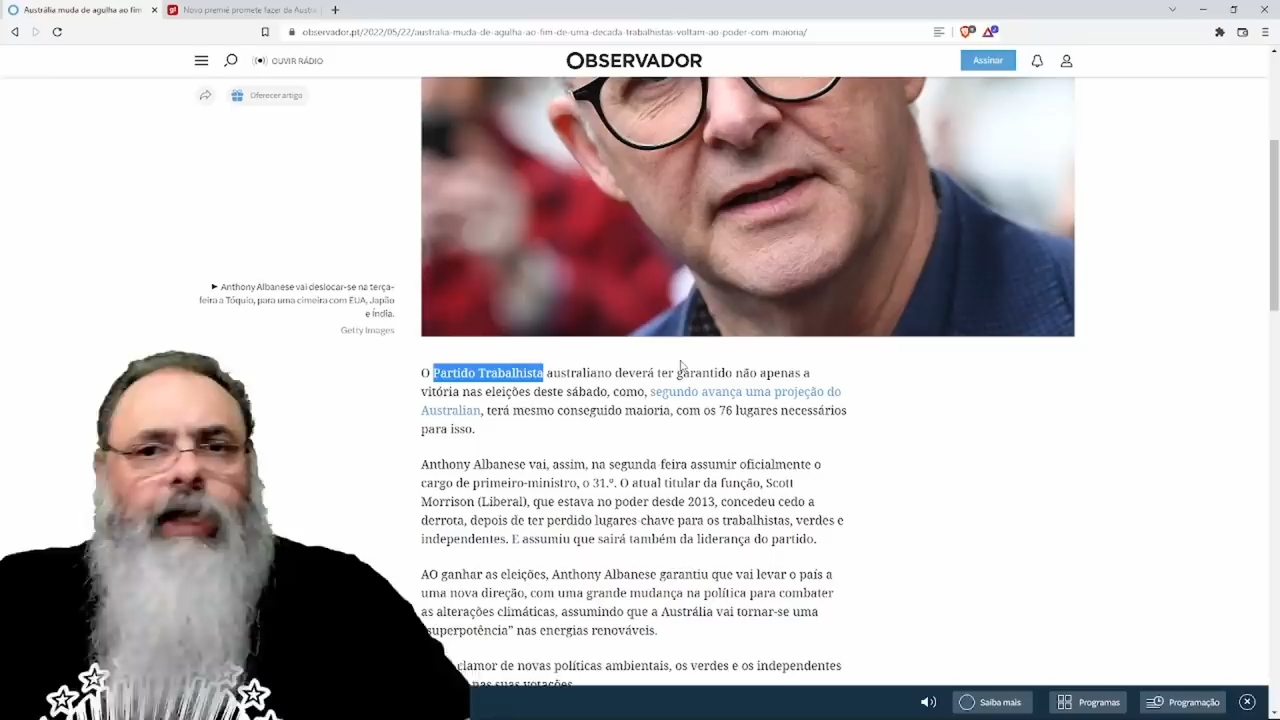 Austrália muda de agulha ao fim
Novo premiê promete fazer da Austrá
observador.pt/2022/05/22/australia-muda-de-agulha-ao-fim-de-uma-decada-trabalhistas-voltam-ao-poder-com-maioria/
OUVIR RÁDIO
OBSERVADOR
Assinar
Oferecer artigo
► Anthony Albanese vai deslocar-se na terça-
feira a Tóquio, para uma cimeira com EUA, Japão
e Índia.
Getty Images
O Partido Trabalhista australiano deverá ter garantido não apenas a
vitória nas eleições deste sábado, como, segundo avança uma projeção do
Australian, terá mesmo conseguido maioria, com os 76 lugares necessários
para isso.
Anthony Albanese vai, assim, na segunda-feira assumir oficialmente o
cargo de primeiro-ministro, o 31.º. O atual titular da função, Scott
Morrison (Liberal), que estava no poder desde 2013, concedeu cedo a
derrota, depois de ter perdido lugares-chave para os trabalhistas, verdes e
independentes. E assumiu que sairá também da liderança do partido.
AO ganhar as eleições, Anthony Albanese garantiu que vai levar o país a
uma nova direção, com uma grande mudança na política para combater
as alterações climáticas, assumindo que a Austrália vai tornar-se uma
superpotência” nas energias renováveis.
clamor de novas políticas ambientais, os verdes e os independentes
nas suas votações
Saiba mais
Programas
Programação